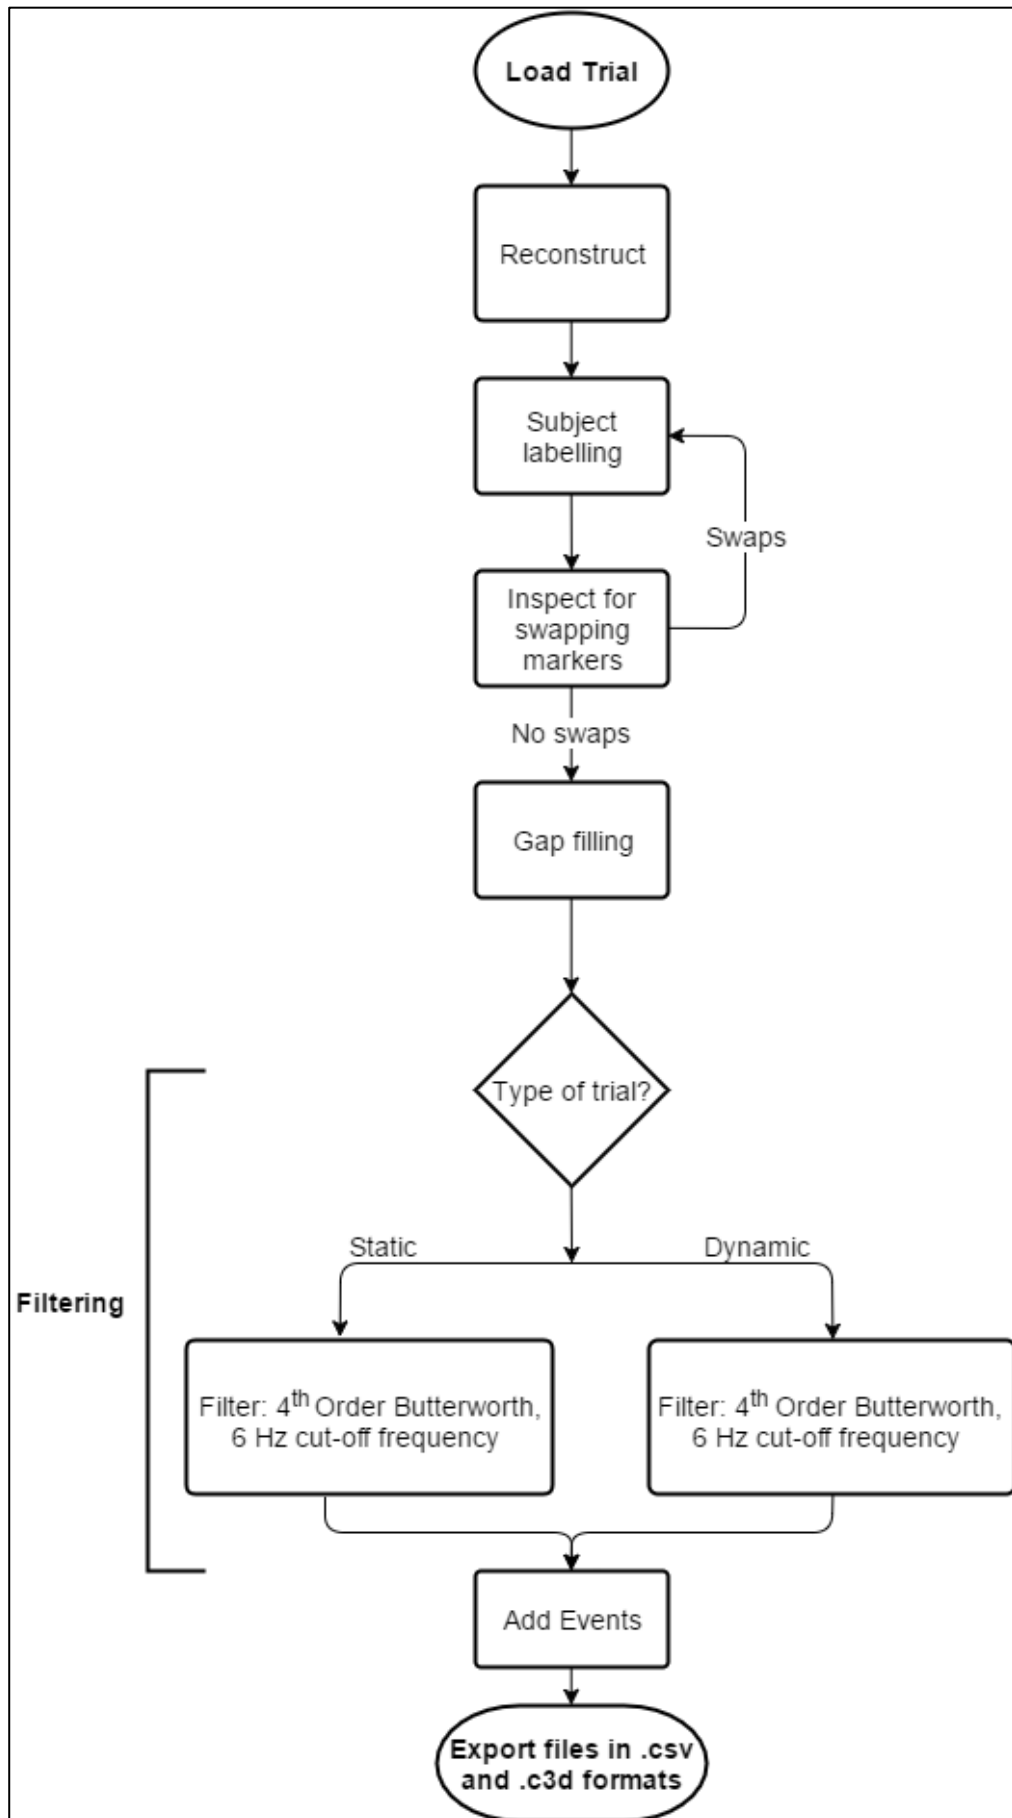 Load Trial
Reconstruct
Subject
labelling
Swaps
Inspect for
swapping
markers
No swaps
Gap filling
Type of trial?
Static
Dynamic
Filtering
Filter: 4th Order Butterworth,
6 Hz cut-off frequency
Filter: 4th Order Butterworth,
6 Hz cut-off frequency
Add Events
Export files in .csv
and .c3d formats